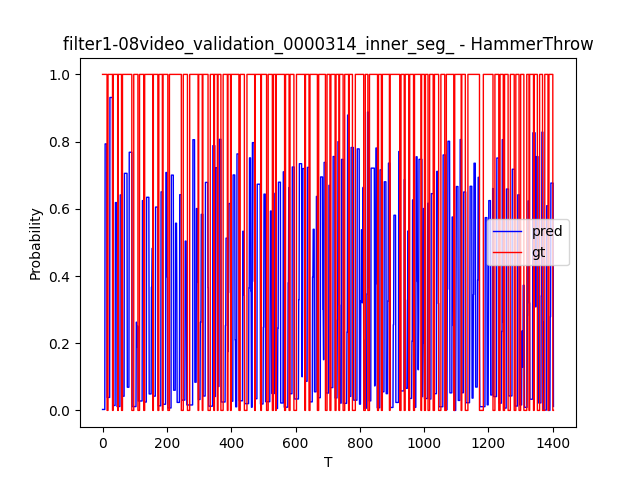 filter1-08video_validation_0000314_inner_seg_ - HammerThrow
1.0
0.8
0.6
0.4
0.2
0.0
Probability
pred
gt
0 200 400 600 800 1000 1200 1400
T